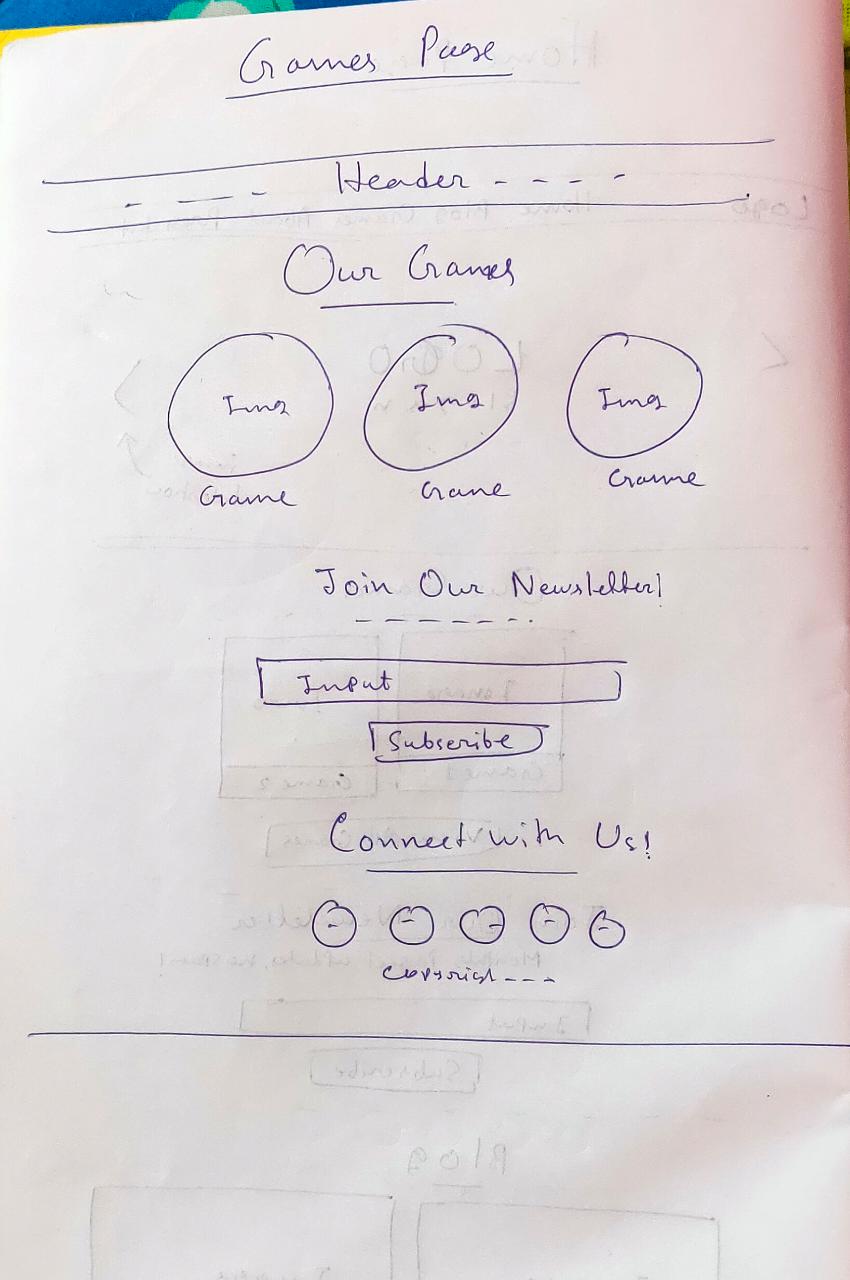 Games Page
- --- - Header - - - -
Our Games
Img Img Img
Game Game Game
Join Our Newsletter!
Input
Subscribe
Connect with Us!
Copyrigh - - -